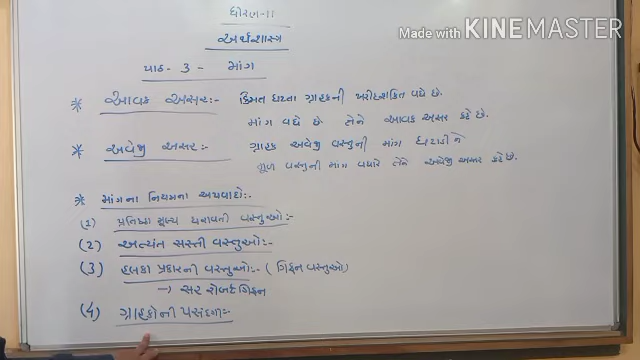 Made with KINEMASTER
ધોરણ-11
અર્થશાસ્ત્ર
પાઠ - 3 - માંગ
* આવક અસર:- કિંમત ઘટતા ગ્રાહકની ખરીદશક્તિ વધે છે.
માંગ વધે છે તેને આવક અસર કહે છે.
* અવેજી અસર:- ગ્રાહક અવેજી વસ્તુની માંગ ઘટાડીને
મૂળ વસ્તુની માંગ વધારે તેને અવેજી અસર કહે છે.
* માંગના નિયમના અપવાદો:-
(1) પ્રતિષ્ઠા મૂલ્ય ધરાવતી વસ્તુઓ:-
(2) અત્યંત સસ્તી વસ્તુઓ:-
(3) હલકા પ્રકારની વસ્તુઓ:- (ગિફન વસ્તુઓ)
→ સર રોબર્ટ ગિફન
(4) ગ્રાહકોની પસંદગી:-